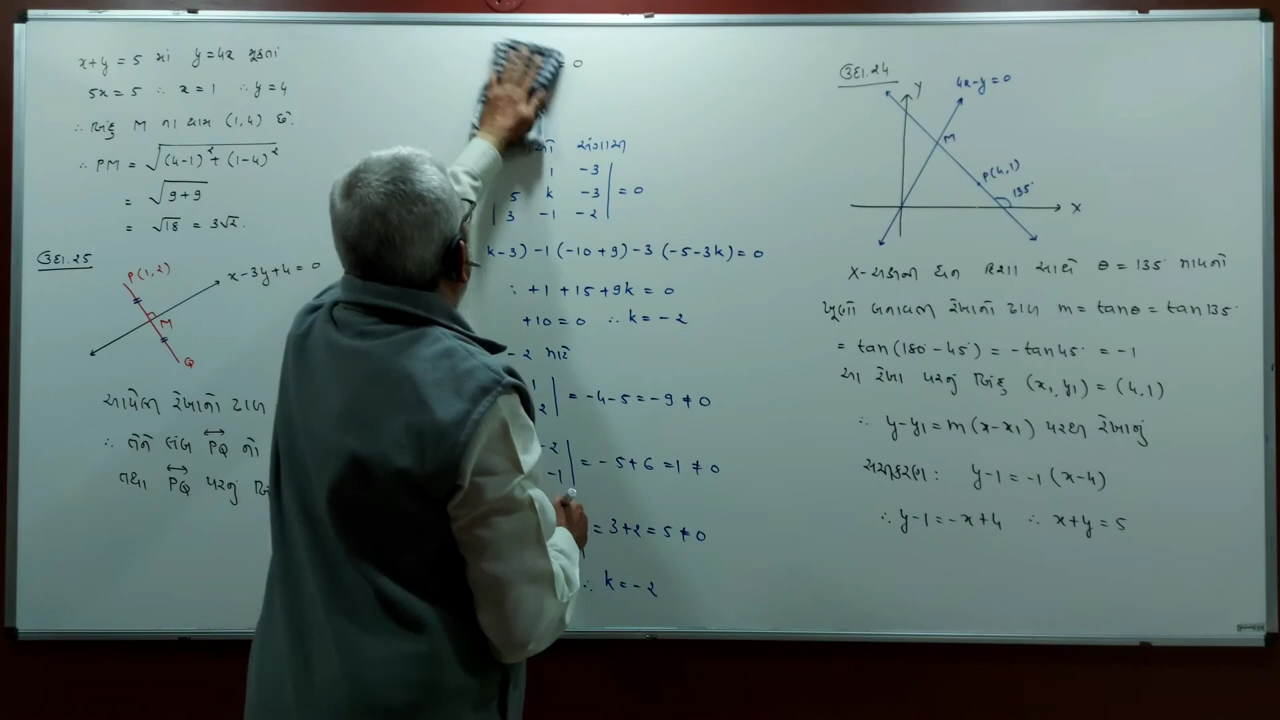 x+y=5 માં y=4x મૂકતાં
5x=5 ∴ x=1 ∴ y=4
∴ બિંદુ M ના યામ (1,4) છે.
∴ PM = √((4-1)²+(1-4)²)
= √(9+9)
= √18 = 3√2.
ઉદા.25
P(1,2)
x-3y+4=0
M
Q
આપેલ રેખાનો ઢાળ
∴ તેને લંબ PQ નો
તથા PQ પરનું
= 0
1 -3
5 k -3 = 0
3 -1 -2
k-3) -1(-10+9) -3(-5-3k) = 0
∴ +1+15+9k = 0
+10=0 ∴ k=-2
-2 માટે
1
2 = -4-5 = -9 ≠ 0
-2
-1 = -5+6 = 1 ≠ 0
= 3+2 = 5 ≠ 0
∴ k=-2
ઉદા.24
Y
4x-y=0
M
P(4,1)
135°
X
X-અક્ષની ધન દિશા સાથે θ = 135° માપનો
ખૂણો બનાવતી રેખાનો ઢાળ m = tanθ = tan135°
= tan(180°-45°) = -tan45° = -1
આ રેખા પરનું બિંદુ (x₁,y₁) = (4,1)
∴ y-y₁=m(x-x₁) પરથી રેખાનું
સમીકરણ: y-1=-1(x-4)
∴ y-1=-x+4 ∴ x+y=5